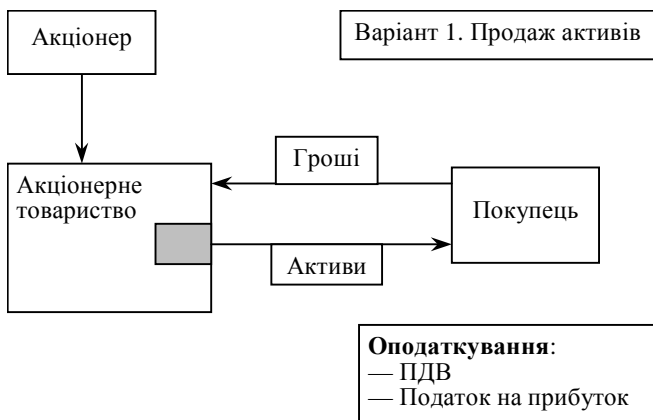 Акціонер
Варіант 1. Продаж активів
Гроші
Акціонерне
товариство
Покупець
Активи
Оподаткування:
— ПДВ
— Податок на прибуток